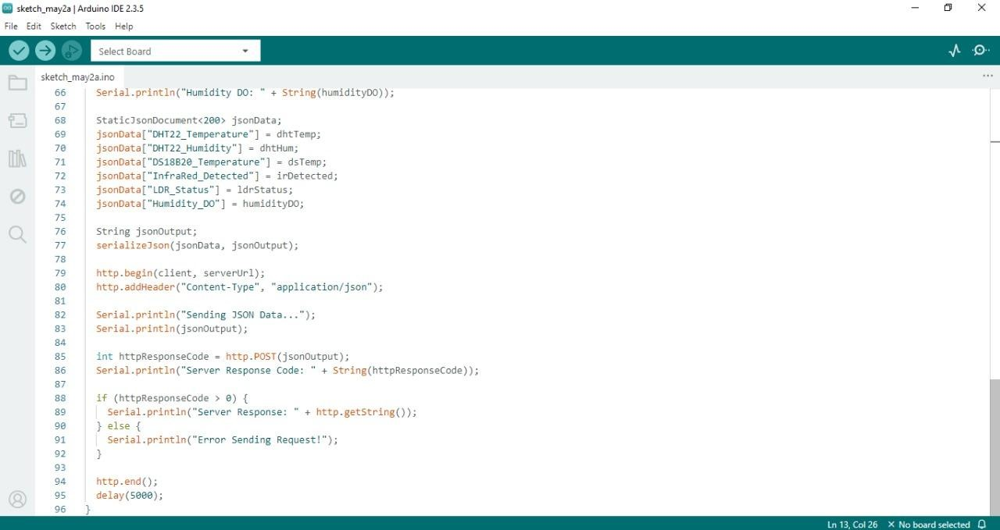 sketch_may2a | Arduino IDE 2.3.5
File Edit Sketch Tools Help
Select Board
sketch_may2a.ino
66 Serial.println("Humidity DO: " + String(humidityDO));
67
68 StaticJsonDocument<200> jsonData;
69 jsonData["DHT22_Temperature"] = dhtTemp;
70 jsonData["DHT22_Humidity"] = dhtHum;
71 jsonData["DS18B20_Temperature"] = dsTemp;
72 jsonData["InfraRed_Detected"] = irDetected;
73 jsonData["LDR_Status"] = ldrStatus;
74 jsonData["Humidity_DO"] = humidityDO;
75
76 String jsonOutput;
77 serializeJson(jsonData, jsonOutput);
78
79 http.begin(client, serverUrl);
80 http.addHeader("Content-Type", "application/json");
81
82 Serial.println("Sending JSON Data...");
83 Serial.println(jsonOutput);
84
85 int httpResponseCode = http.POST(jsonOutput);
86 Serial.println("Server Response Code: " + String(httpResponseCode));
87
88 if (httpResponseCode > 0) {
89 Serial.println("Server Response: " + http.getString());
90 } else {
91 Serial.println("Error Sending Request!");
92 }
93
94 http.end();
95 delay(5000);
96 }
Ln 13, Col 26 × No board selected